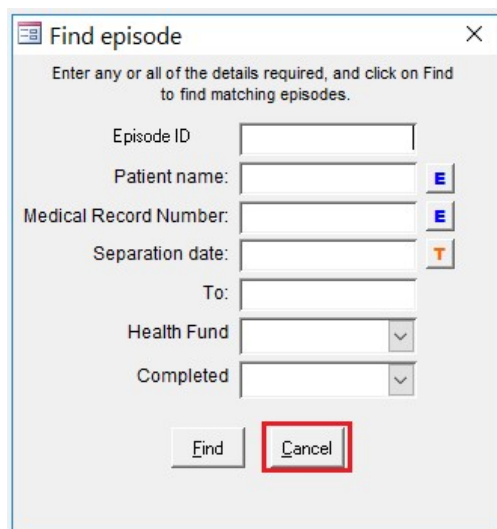 Find episode
Enter any or all of the details required, and click on Find
to find matching episodes.
Episode ID
Patient name:
E
Medical Record Number:
E
Separation date:
T
To:
Health Fund
Completed
Find
Cancel